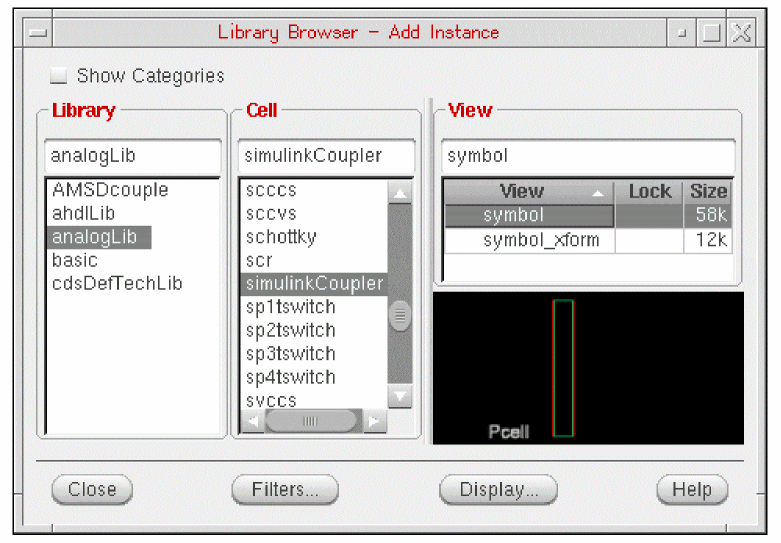 Library Browser - Add Instance
Show Categories
Library
Cell
View
analogLib
simulinkCoupler
symbol
AMSDcouple
ahdlLib
analogLib
basic
cdsDefTechLib
scccs
sccvs
schottky
scr
simulinkCoupler
sp1tswitch
sp2tswitch
sp3tswitch
sp4tswitch
svccs
View Lock Size
symbol 58k
symbol_xform 12k
Pcell
Close
Filters...
Display...
Help